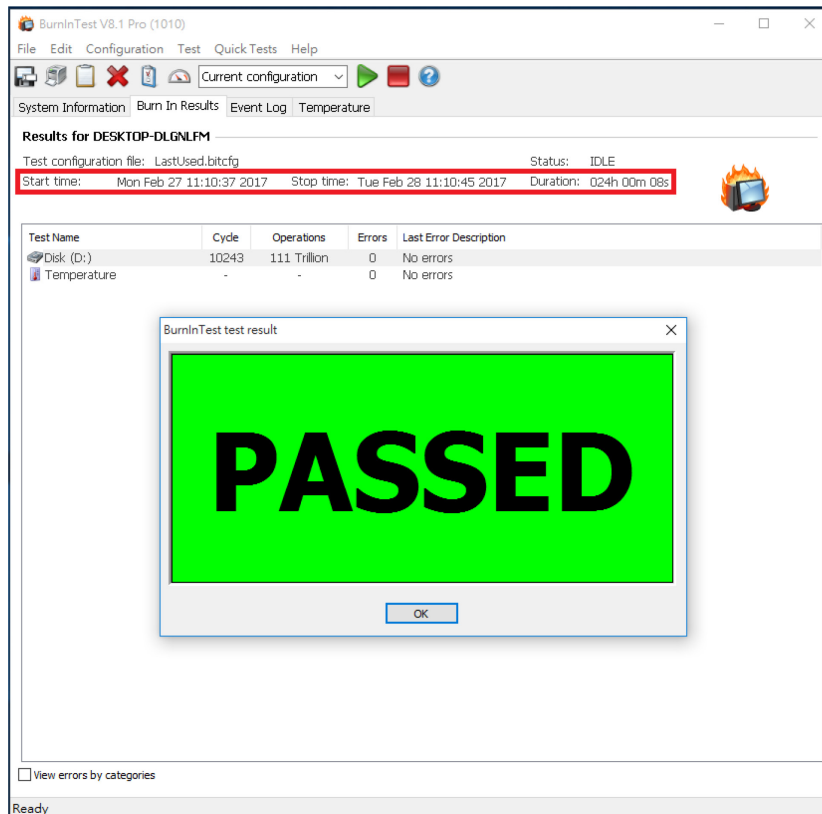 BurnInTest V8.1 Pro (1010)
File Edit Configuration Test Quick Tests Help
Current configuration
System Information Burn In Results Event Log Temperature
Results for DESKTOP-DLGNLFM
Test configuration file: LastUsed.bitcfg Status: IDLE
Start time: Mon Feb 27 11:10:37 2017 Stop time: Tue Feb 28 11:10:45 2017 Duration: 024h 00m 08s
Test Name Cycle Operations Errors Last Error Description
Disk (D:) 10243 111 Trillion 0 No errors
Temperature - - 0 No errors
BurnInTest test result
PASSED
OK
View errors by categories
Ready